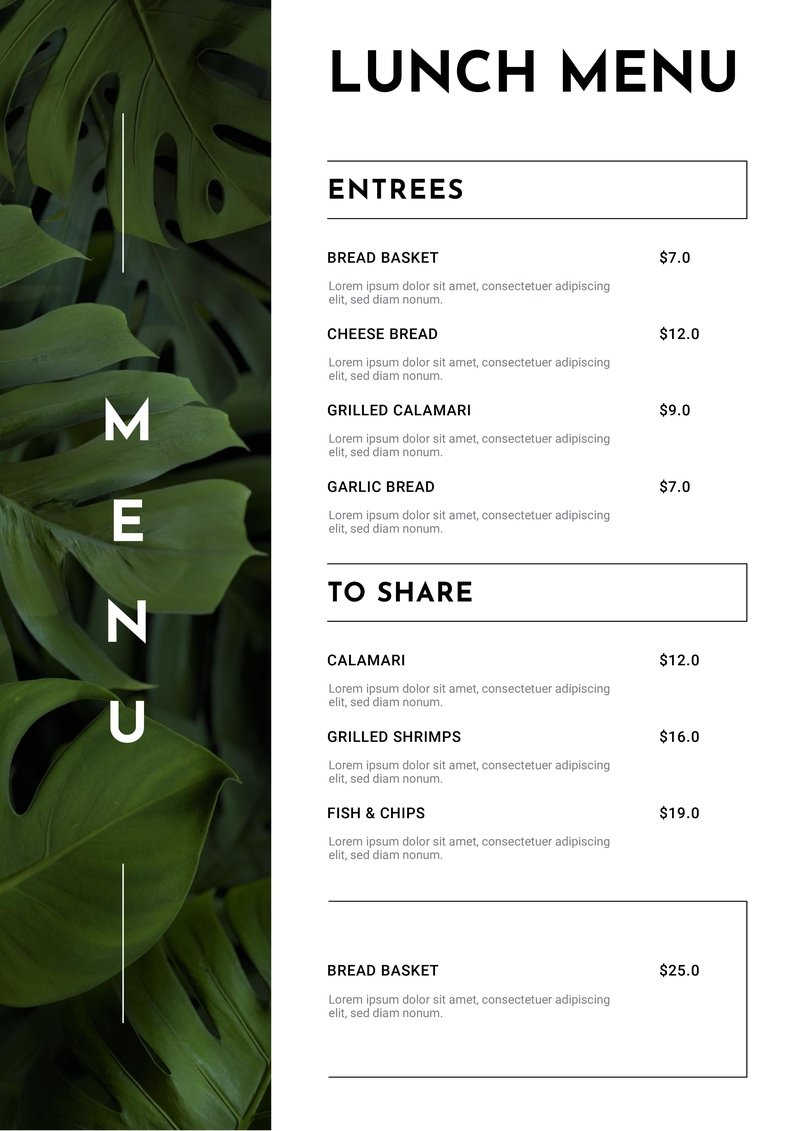 LUNCH MENU
M
E
N
U
ENTREES
BREAD BASKET $7.0
Lorem ipsum dolor sit amet, consectetuer adipiscing
elit, sed diam nonum.
CHEESE BREAD $12.0
Lorem ipsum dolor sit amet, consectetuer adipiscing
elit, sed diam nonum.
GRILLED CALAMARI $9.0
Lorem ipsum dolor sit amet, consectetuer adipiscing
elit, sed diam nonum.
GARLIC BREAD $7.0
Lorem ipsum dolor sit amet, consectetuer adipiscing
elit, sed diam nonum.
TO SHARE
CALAMARI $12.0
Lorem ipsum dolor sit amet, consectetuer adipiscing
elit, sed diam nonum.
GRILLED SHRIMPS $16.0
Lorem ipsum dolor sit amet, consectetuer adipiscing
elit, sed diam nonum.
FISH & CHIPS $19.0
Lorem ipsum dolor sit amet, consectetuer adipiscing
elit, sed diam nonum.
BREAD BASKET $25.0
Lorem ipsum dolor sit amet, consectetuer adipiscing
elit, sed diam nonum.